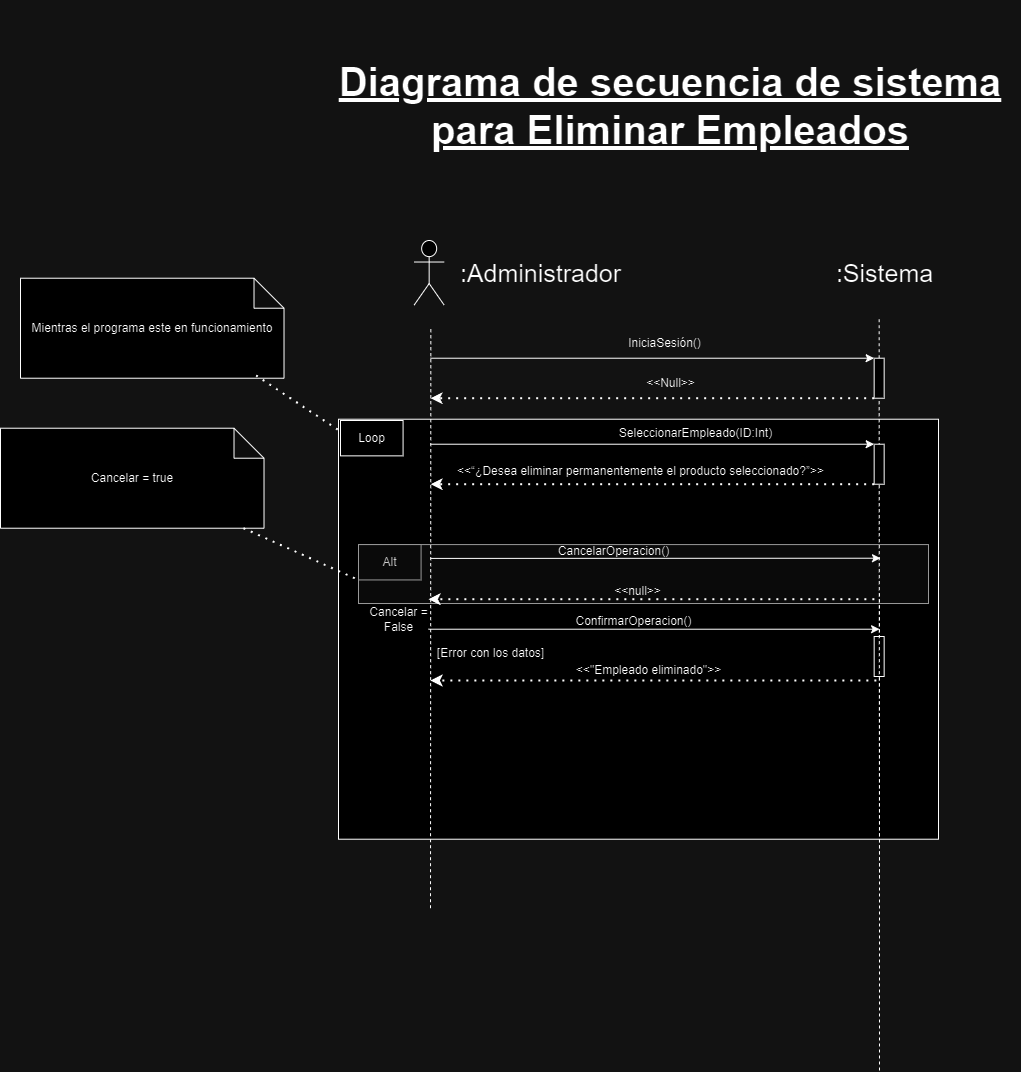 Diagrama de secuencia de sistema
para Eliminar Empleados
:Administrador
:Sistema
Mientras el programa este en funcionamiento
IniciaSesión()
<<Null>>
Loop
SeleccionarEmpleado(ID:Int)
<<“¿Desea eliminar permanentemente el producto seleccionado?”>>
Cancelar = true
Alt
CancelarOperacion()
<<null>>
Cancelar =
False
ConfirmarOperacion()
[Error con los datos]
<<"Empleado eliminado">>